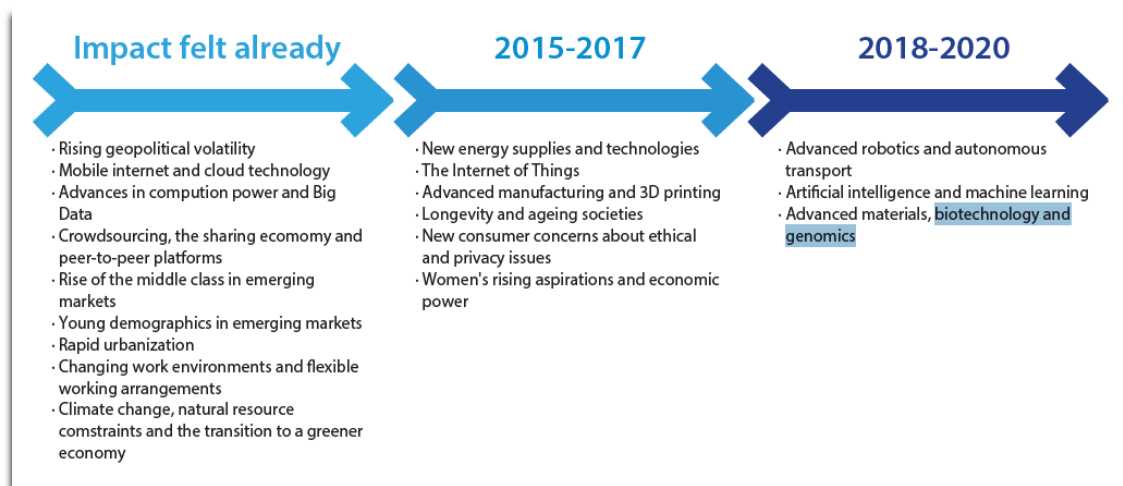 Impact felt already
· Rising geopolitical volatility
· Mobile internet and cloud technology
· Advances in compution power and Big
Data
· Crowdsourcing, the sharing ecomomy and
peer-to-peer platforms
· Rise of the middle class in emerging
markets
· Young demographics in emerging markets
· Rapid urbanization
· Changing work environments and flexible
working arrangements
· Climate change, natural resource
comstraints and the transition to a greener
economy
2015-2017
· New energy supplies and technologies
· The Internet of Things
· Advanced manufacturing and 3D printing
· Longevity and ageing societies
· New consumer concerns about ethical
and privacy issues
· Women's rising aspirations and economic
power
2018-2020
· Advanced robotics and autonomous
transport
· Artificial intelligence and machine learning
· Advanced materials, biotechnology and
genomics